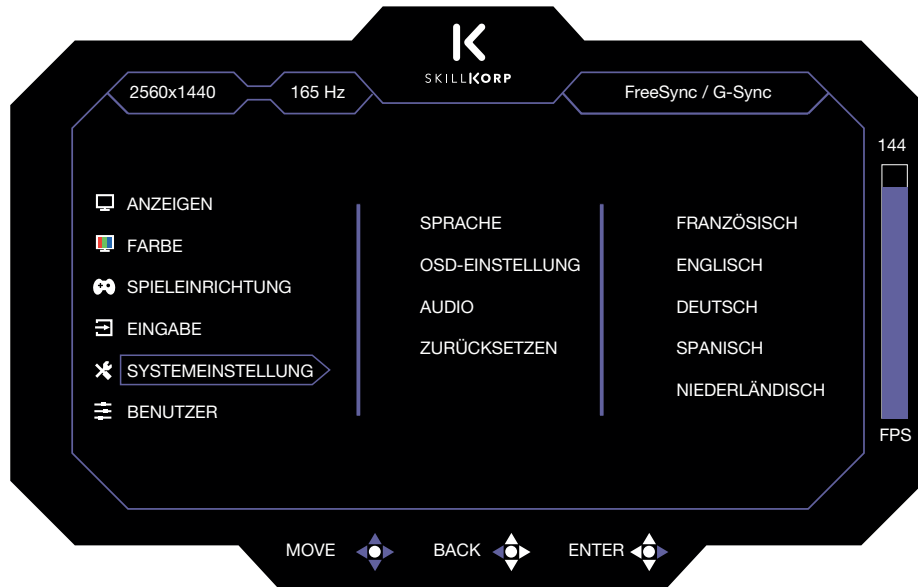 K
SKILLKORP
2560x1440
165 Hz
FreeSync / G-Sync
144
ANZEIGEN
FARBE
SPIELEINRICHTUNG
EINGABE
SYSTEMEINSTELLUNG
BENUTZER
SPRACHE
OSD-EINSTELLUNG
AUDIO
ZURÜCKSETZEN
FRANZÖSISCH
ENGLISCH
DEUTSCH
SPANISCH
NIEDERLÄNDISCH
FPS
MOVE
BACK
ENTER